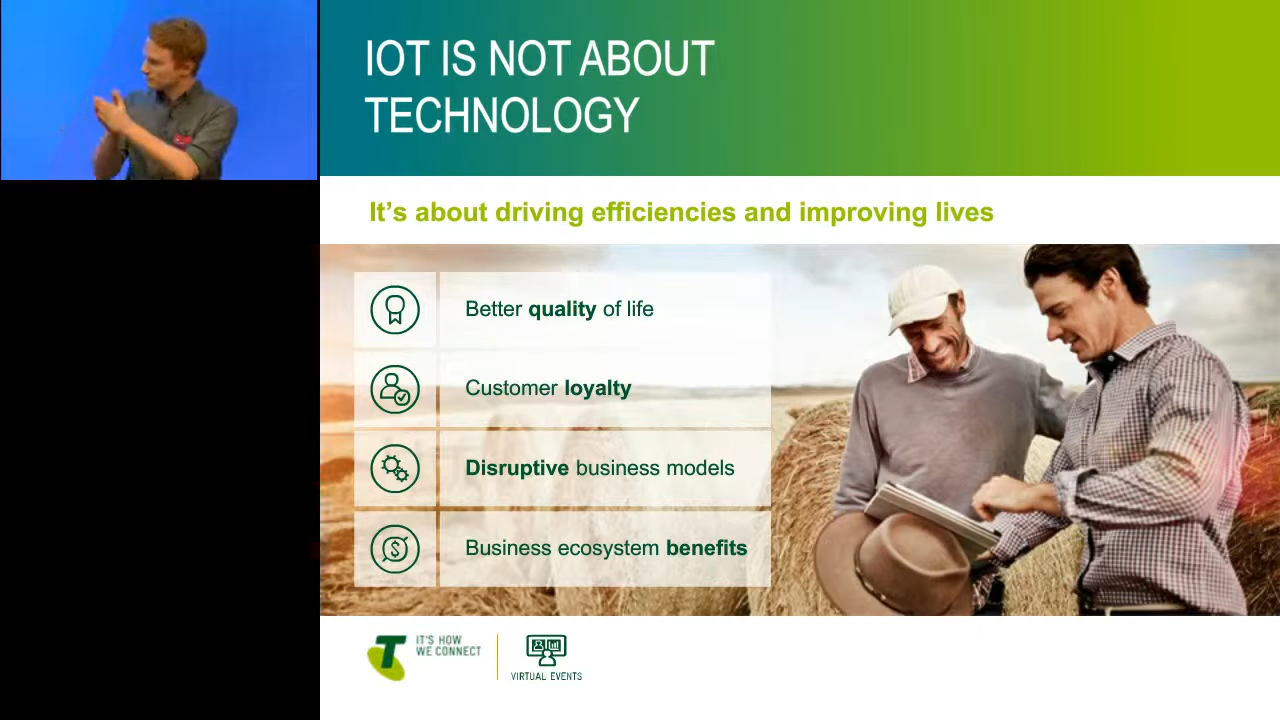 IOT IS NOT ABOUT
TECHNOLOGY
It's about driving efficiencies and improving lives
Better quality of life
Customer loyalty
Disruptive business models
Business ecosystem benefits
T IT'S HOW
WE CONNECT
VIRTUAL EVENTS